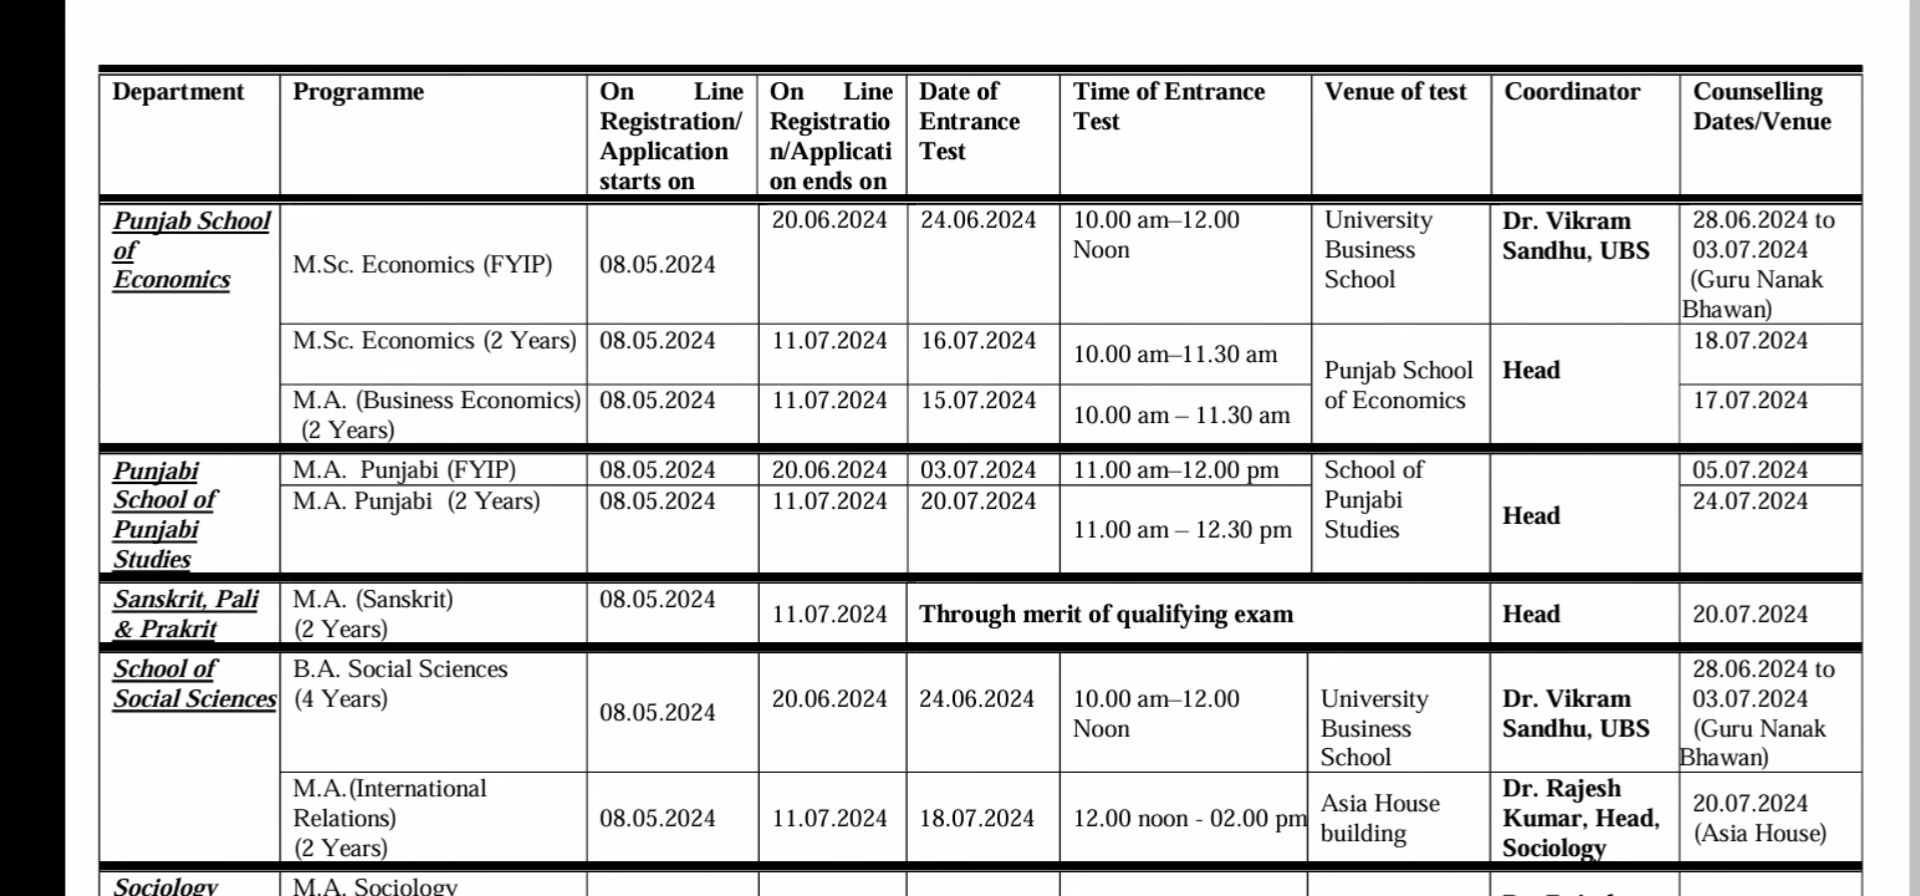 Department
Programme
On Line
Registration/
Application
starts on
On Line
Registratio
n/Applicati
on ends on
Date of
Entrance
Test
Time of Entrance
Test
Venue of test
Coordinator
Counselling
Dates/Venue
Punjab School
of
Economics
M.Sc. Economics (FYIP)
08.05.2024
20.06.2024
24.06.2024
10.00 am–12.00
Noon
University
Business
School
Dr. Vikram
Sandhu, UBS
28.06.2024 to
03.07.2024
(Guru Nanak
Bhawan)
M.Sc. Economics (2 Years)
08.05.2024
11.07.2024
16.07.2024
10.00 am–11.30 am
Punjab School
of Economics
Head
18.07.2024
M.A. (Business Economics)
(2 Years)
08.05.2024
11.07.2024
15.07.2024
10.00 am – 11.30 am
17.07.2024
Punjabi
School of
Punjabi
Studies
M.A. Punjabi (FYIP)
08.05.2024
20.06.2024
03.07.2024
11.00 am–12.00 pm
School of
Punjabi
Studies
Head
05.07.2024
M.A. Punjabi (2 Years)
08.05.2024
11.07.2024
20.07.2024
11.00 am – 12.30 pm
24.07.2024
Sanskrit, Pali
& Prakrit
M.A. (Sanskrit)
(2 Years)
08.05.2024
11.07.2024
Through merit of qualifying exam
Head
20.07.2024
School of
Social Sciences
B.A. Social Sciences
(4 Years)
08.05.2024
20.06.2024
24.06.2024
10.00 am–12.00
Noon
University
Business
School
Dr. Vikram
Sandhu, UBS
28.06.2024 to
03.07.2024
(Guru Nanak
Bhawan)
M.A.(International
Relations)
(2 Years)
08.05.2024
11.07.2024
18.07.2024
12.00 noon - 02.00 pm
Asia House
building
Dr. Rajesh
Kumar, Head,
Sociology
20.07.2024
(Asia House)
Sociology
M.A. Sociology